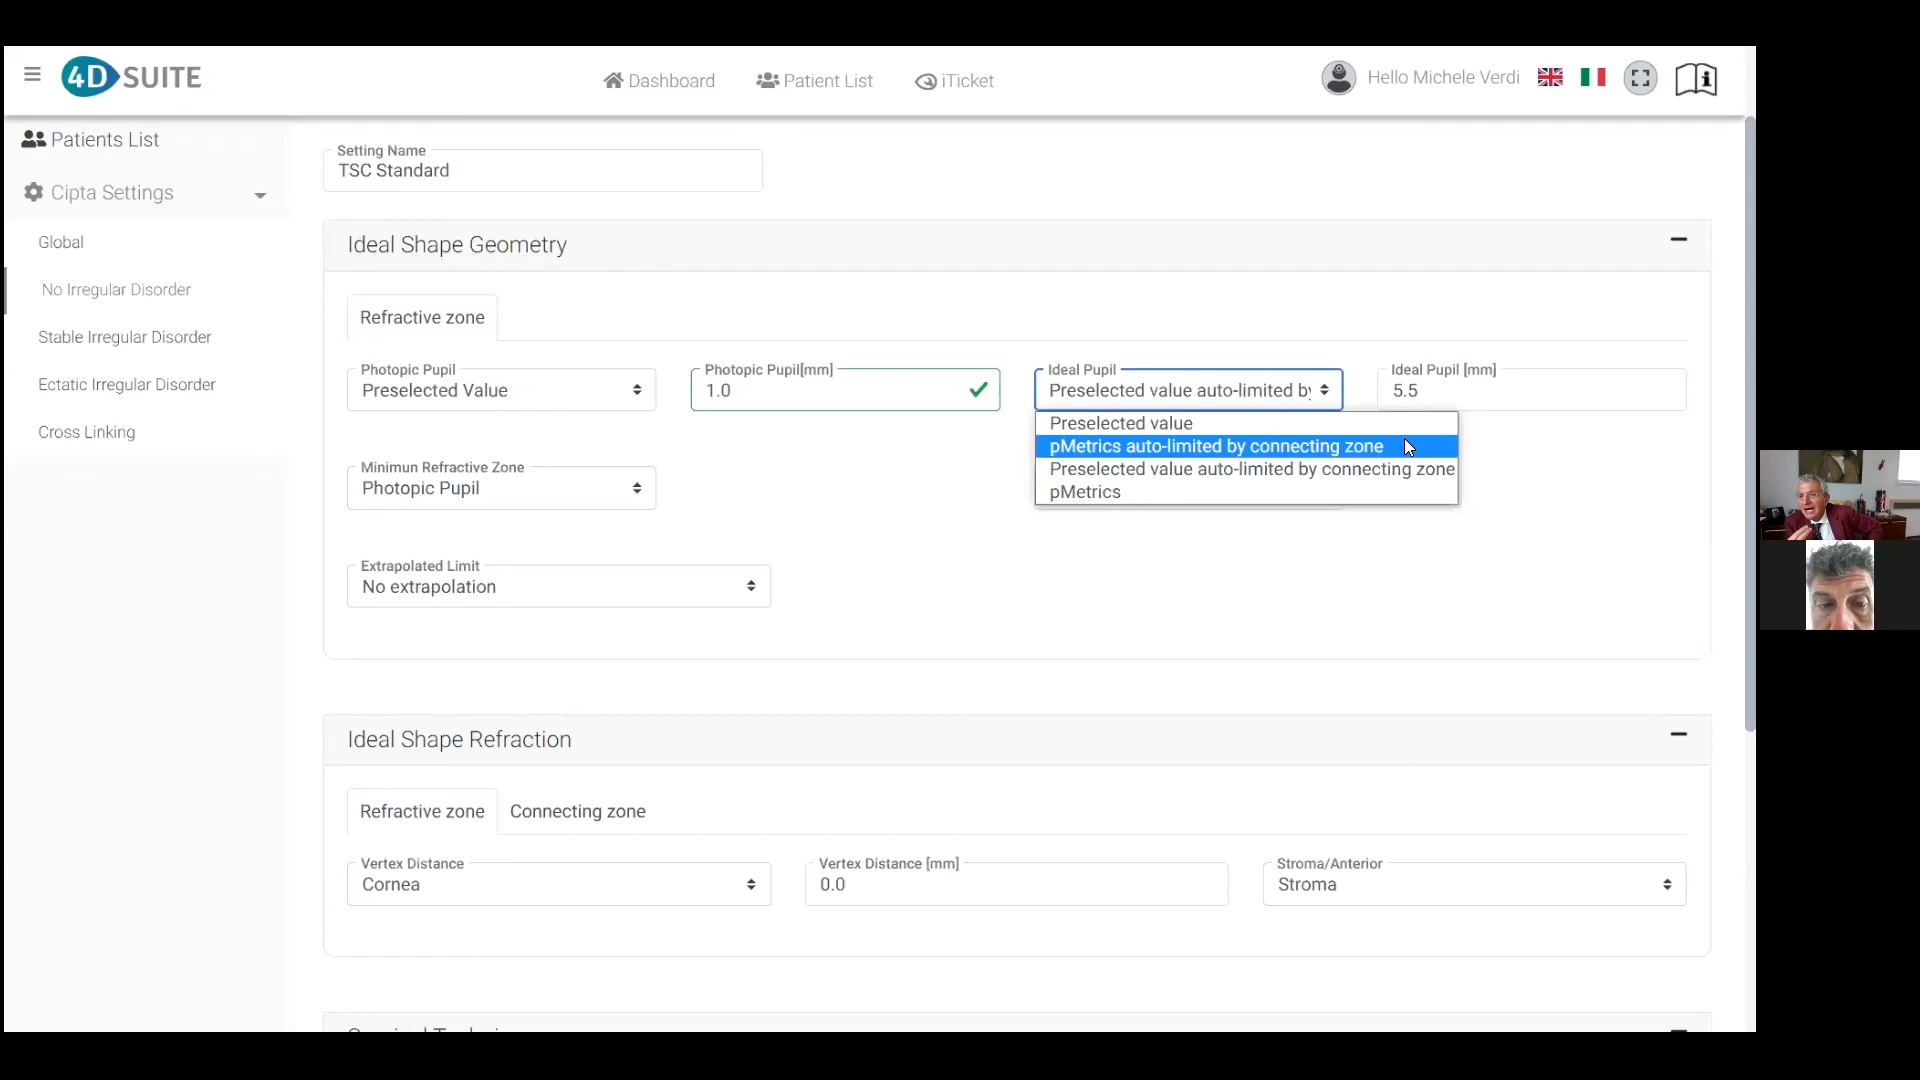 4D SUITE
Dashboard
Patient List
iTicket
Hello Michele Verdi
Patients List
Cipta Settings
Global
No Irregular Disorder
Stable Irregular Disorder
Ectatic Irregular Disorder
Cross Linking
Setting Name
TSC Standard
Ideal Shape Geometry
Refractive zone
Photopic Pupil
Preselected Value
Photopic Pupil[mm]
1.0
Ideal Pupil
Preselected value auto-limited by
Ideal Pupil [mm]
5.5
Preselected value
pMetrics auto-limited by connecting zone
Preselected value auto-limited by connecting zone
pMetrics
Minimun Refractive Zone
Photopic Pupil
Extrapolated Limit
No extrapolation
Ideal Shape Refraction
Refractive zone
Connecting zone
Vertex Distance
Cornea
Vertex Distance [mm]
0.0
Stroma/Anterior
Stroma